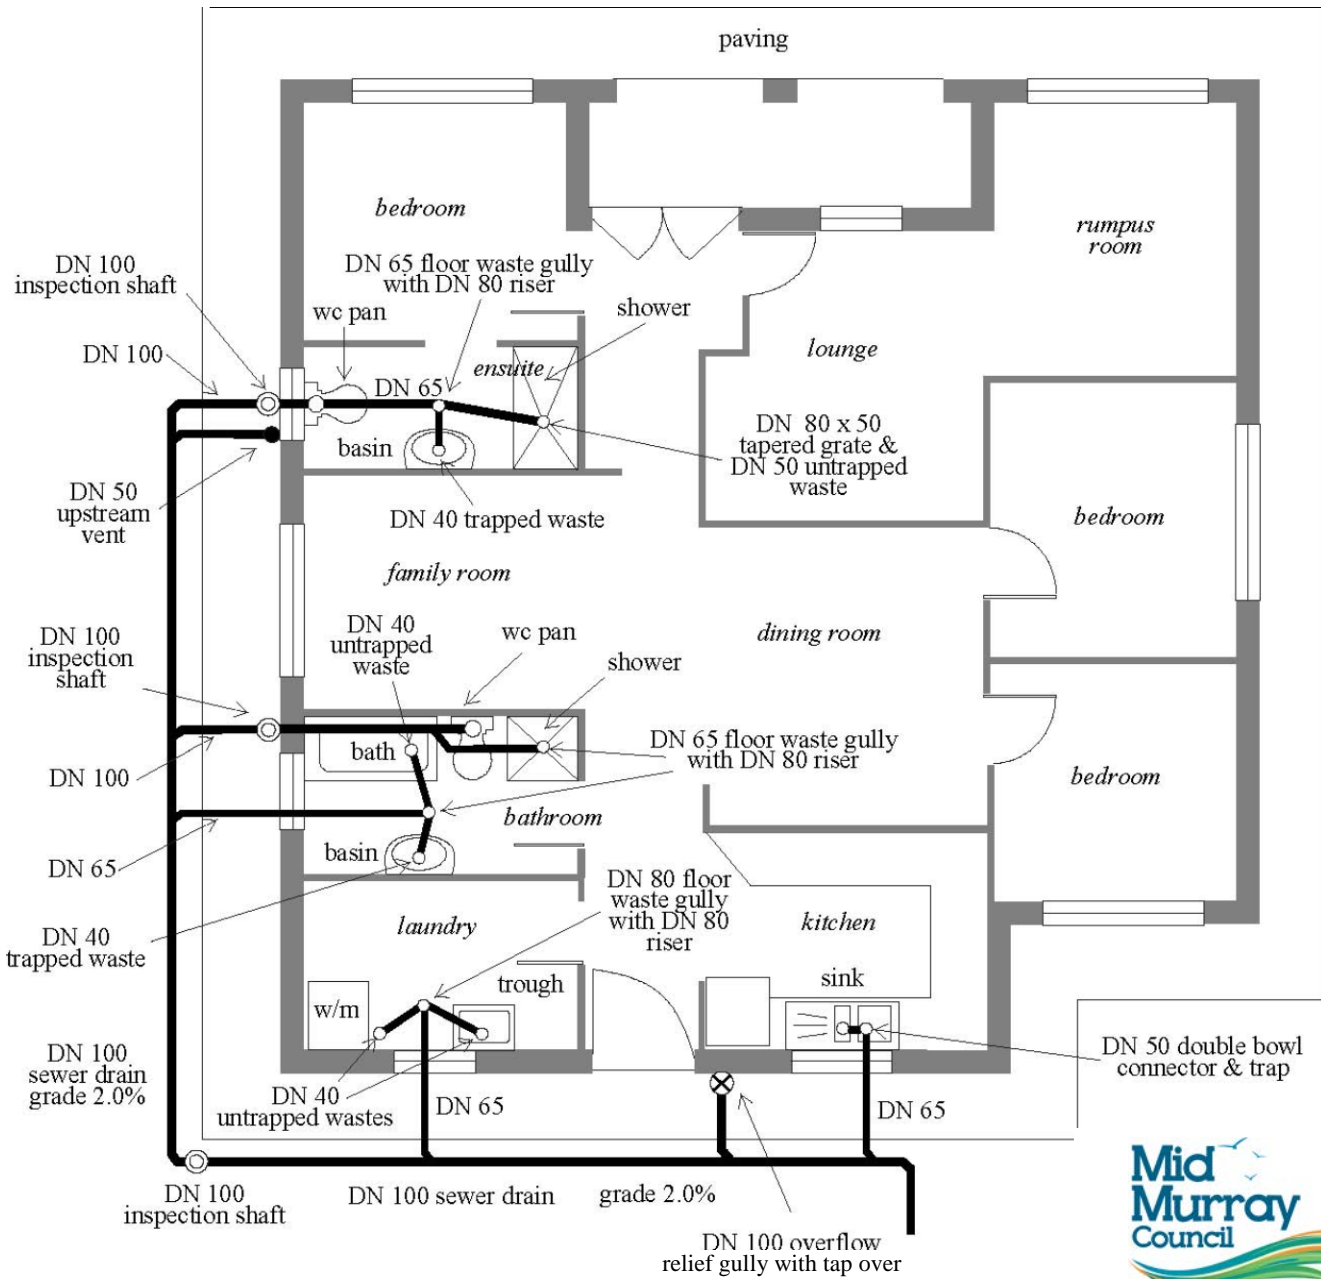 paving
bedroom
rumpus
room
DN 100
inspection shaft
DN 65 floor waste gully
with DN 80 riser
wc pan
shower
DN 100
lounge
ensuite
DN 65
basin
DN 80 x 50
tapered grate &
DN 50 untrapped
waste
DN 50
upstream
vent
DN 40 trapped waste
bedroom
family room
DN 100
inspection
shaft
DN 40
untrapped
waste
wc pan
dining room
shower
bath
DN 65 floor waste gully
with DN 80 riser
DN 100
bedroom
bathroom
basin
DN 65
DN 80 floor
waste gully
with DN 80
riser
laundry
kitchen
DN 40
trapped waste
trough
sink
w/m
DN 100
sewer drain
grade 2.0%
DN 40
untrapped wastes
DN 65
DN 65
DN 50 double bowl
connector & trap
DN 100
inspection shaft
DN 100 sewer drain
grade 2.0%
DN 100 overflow
relief gully with tap over
Mid
Murray
Council